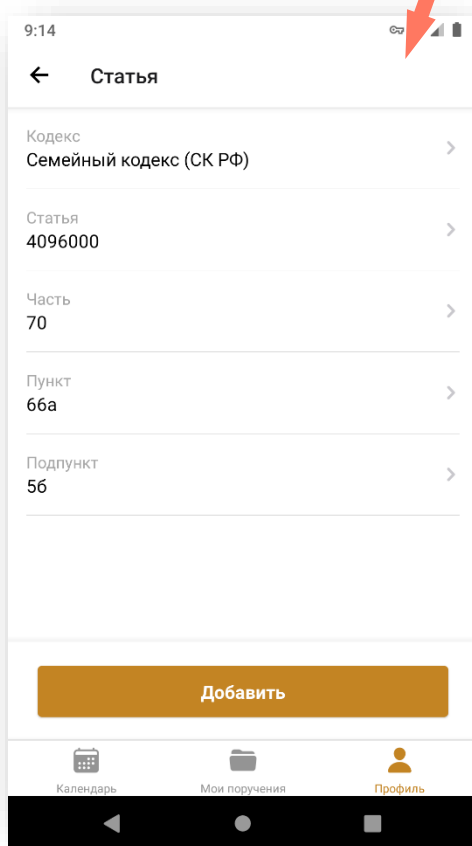 9:14
Статья
Кодекс
Семейный кодекс (СК РФ)
Статья
4096000
Часть
70
Пункт
66а
Подпункт
5б
Добавить
Календарь
Мои поручения
Профиль